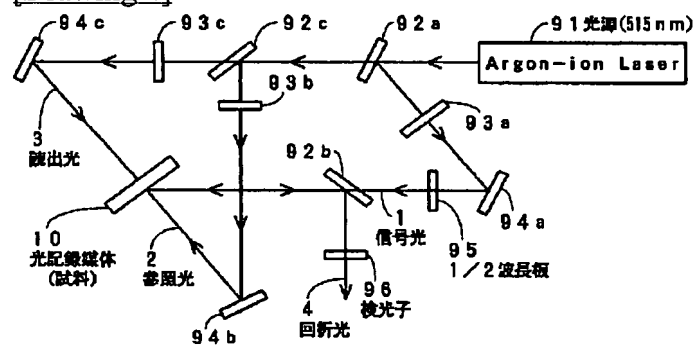 94c
93c
92c
92a
91光源(515nm)
Argon-ion Laser
93b
93a
3
読出光
92b
94a
10
光記録媒体
(試料)
2
参照光
1
信号光
95
1/2波長板
96
検光子
4
回折光
94b